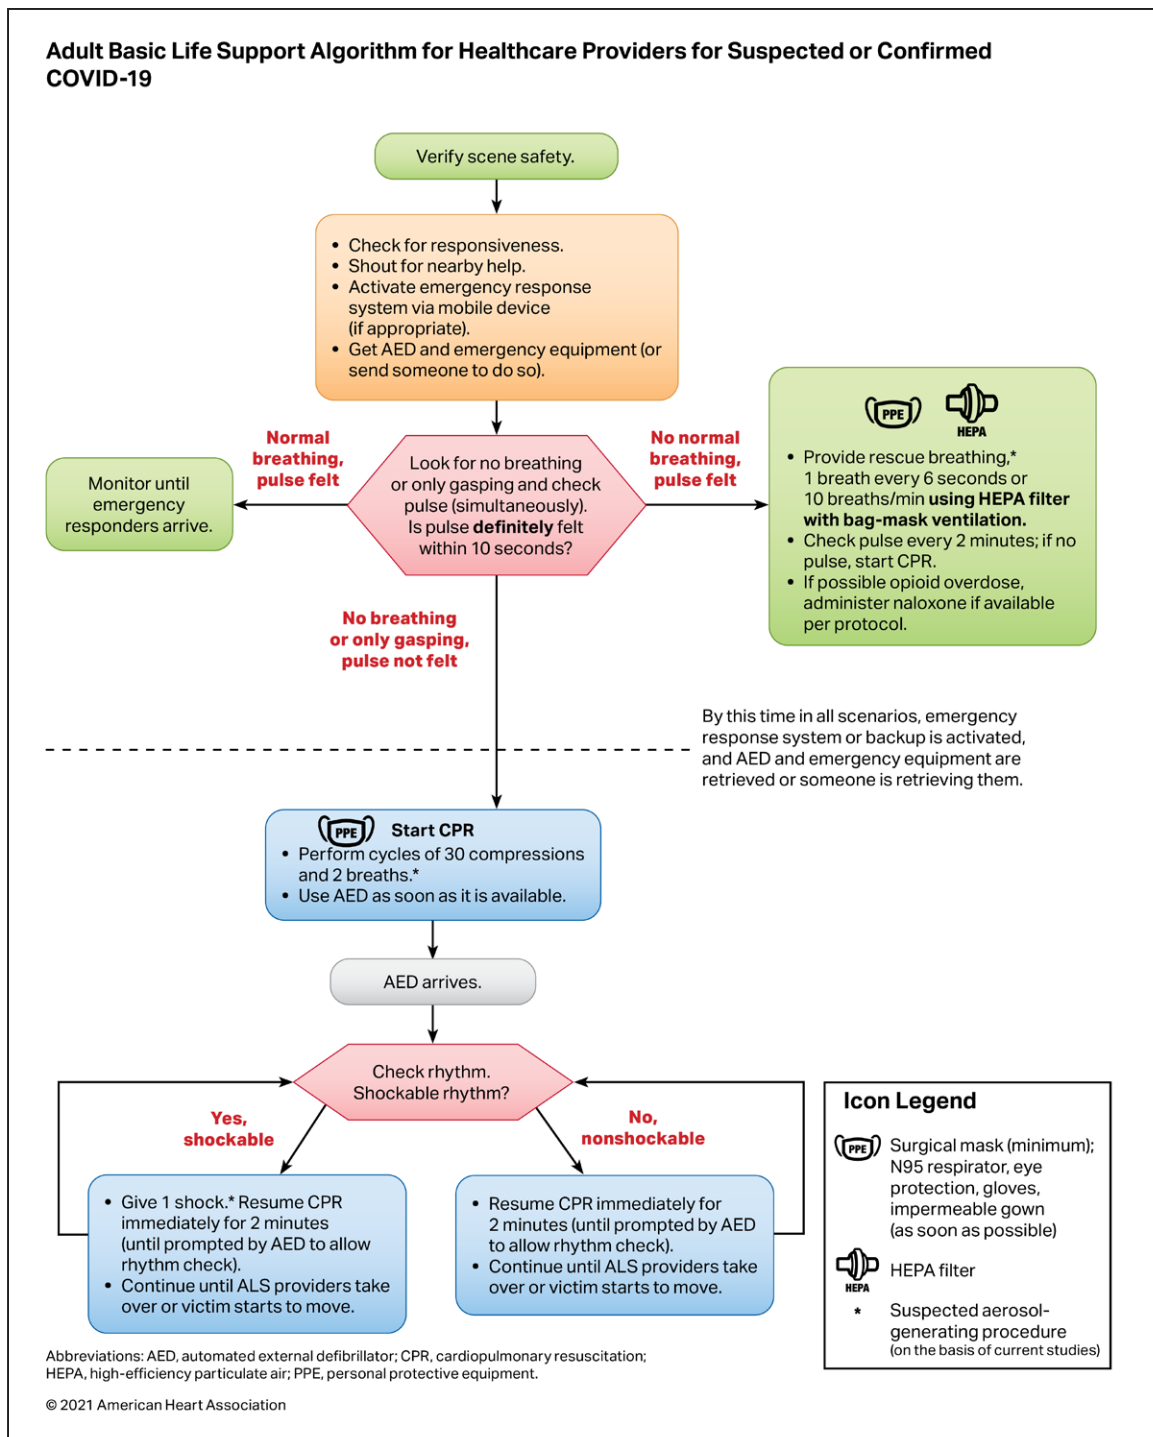 Adult Basic Life Support Algorithm for Healthcare Providers for Suspected or Confirmed
COVID-19
Verify scene safety.
• Check for responsiveness.
• Shout for nearby help.
• Activate emergency response
system via mobile device
(if appropriate).
• Get AED and emergency equipment (or
send someone to do so).
Normal
breathing,
pulse felt
Monitor until
emergency
responders arrive.
Look for no breathing
or only gasping and check
pulse (simultaneously).
Is pulse definitely felt
within 10 seconds?
No normal
breathing,
pulse felt
PPE
HEPA
• Provide rescue breathing,*
1 breath every 6 seconds or
10 breaths/min using HEPA filter
with bag-mask ventilation.
• Check pulse every 2 minutes; if no
pulse, start CPR.
• If possible opioid overdose,
administer naloxone if available
per protocol.
No breathing
or only gasping,
pulse not felt
By this time in all scenarios, emergency
response system or backup is activated,
and AED and emergency equipment are
retrieved or someone is retrieving them.
PPE Start CPR
• Perform cycles of 30 compressions
and 2 breaths.*
• Use AED as soon as it is available.
AED arrives.
Check rhythm.
Shockable rhythm?
Yes,
shockable
No,
nonshockable
• Give 1 shock.* Resume CPR
immediately for 2 minutes
(until prompted by AED to allow
rhythm check).
• Continue until ALS providers take
over or victim starts to move.
• Resume CPR immediately for
2 minutes (until prompted by AED
to allow rhythm check).
• Continue until ALS providers take
over or victim starts to move.
Icon Legend
PPE Surgical mask (minimum);
N95 respirator, eye
protection, gloves,
impermeable gown
(as soon as possible)
HEPA HEPA filter
* Suspected aerosol-
generating procedure
(on the basis of current studies)
Abbreviations: AED, automated external defibrillator; CPR, cardiopulmonary resuscitation;
HEPA, high-efficiency particulate air; PPE, personal protective equipment.
© 2021 American Heart Association